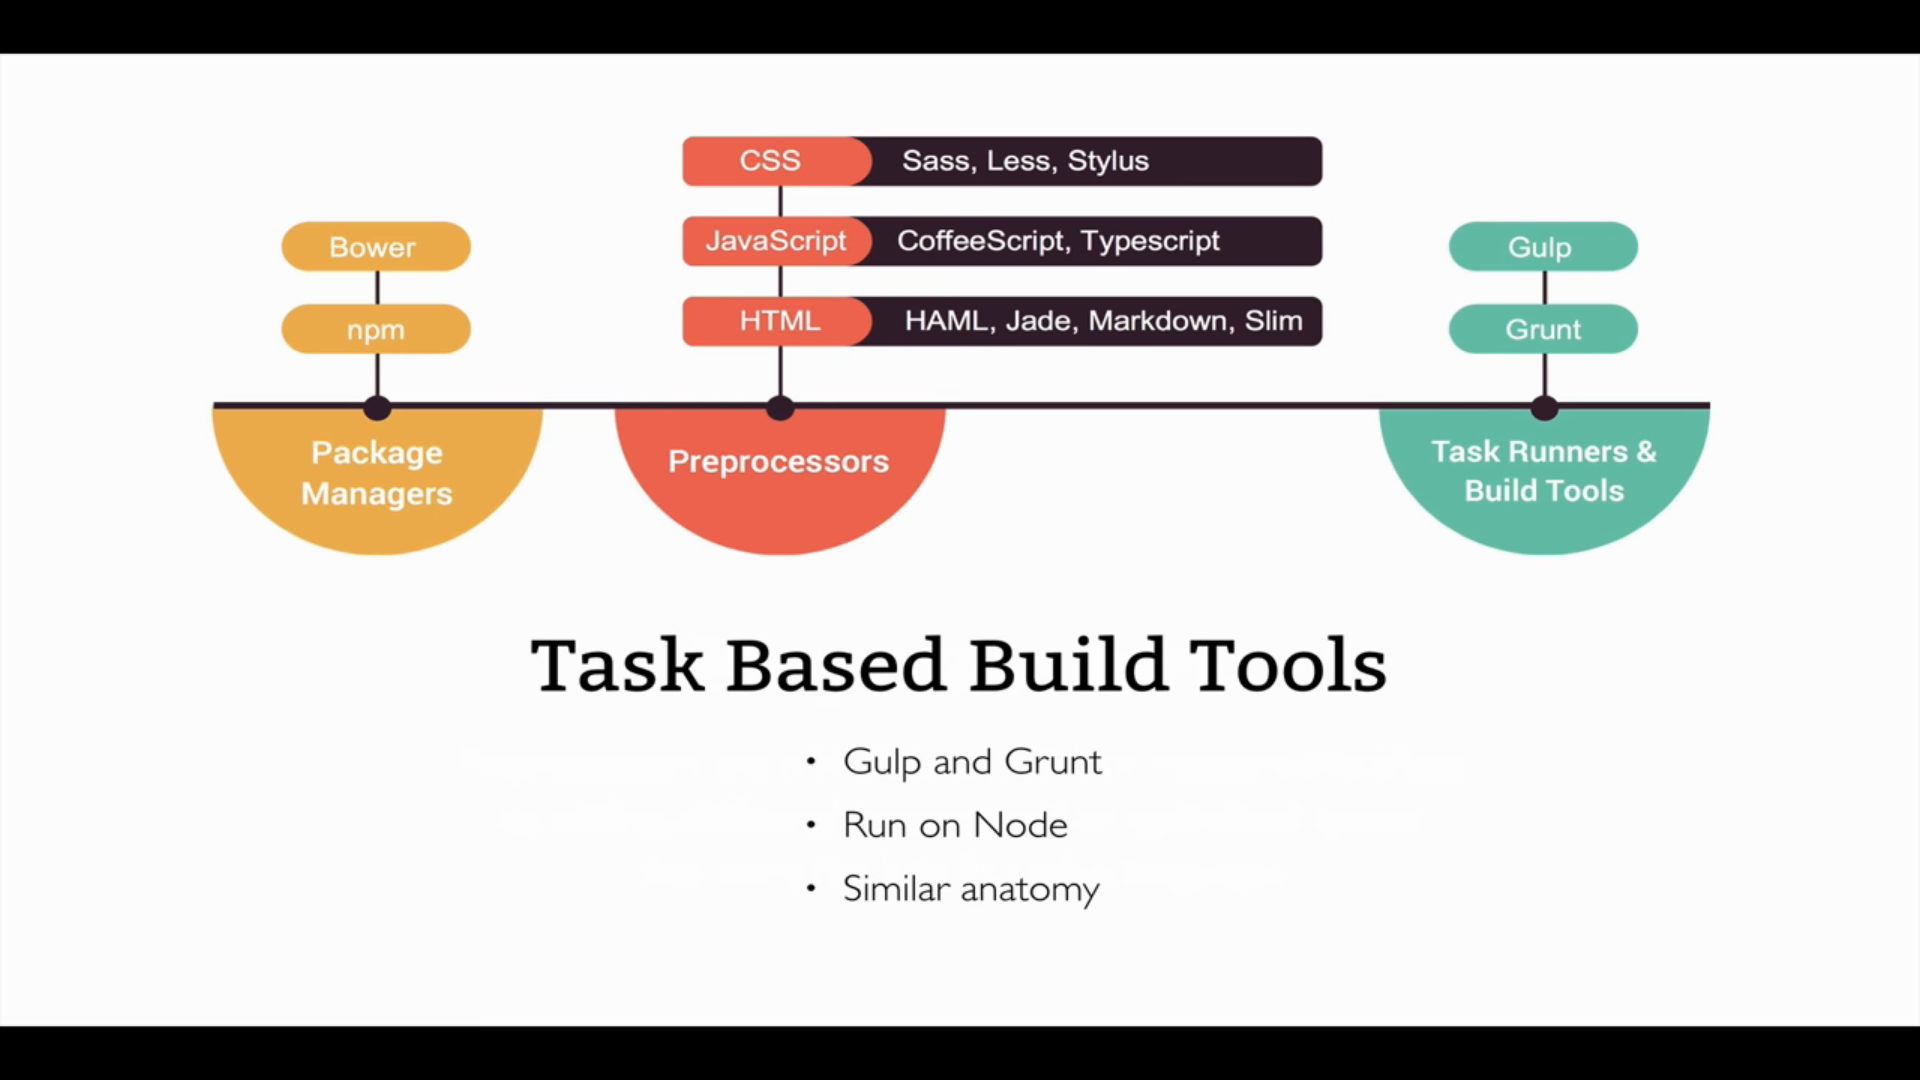 CSS Sass, Less, Stylus
JavaScript CoffeeScript, Typescript
HTML HAML, Jade, Markdown, Slim
Bower
npm
Gulp
Grunt
Package
Managers
Preprocessors
Task Runners &
Build Tools
Task Based Build Tools
• Gulp and Grunt
• Run on Node
• Similar anatomy